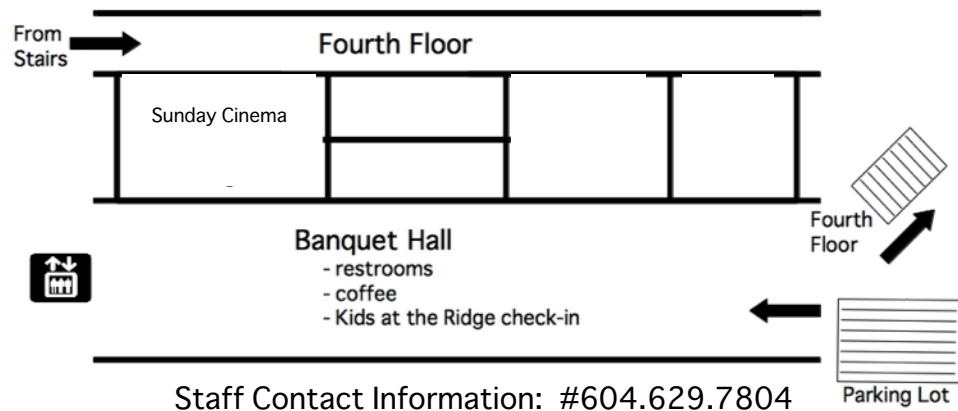 From
Stairs
Fourth Floor
Sunday Cinema
Banquet Hall
- restrooms
- coffee
- Kids at the Ridge check-in
Fourth
Floor
Parking Lot
Staff Contact Information: #604.629.7804